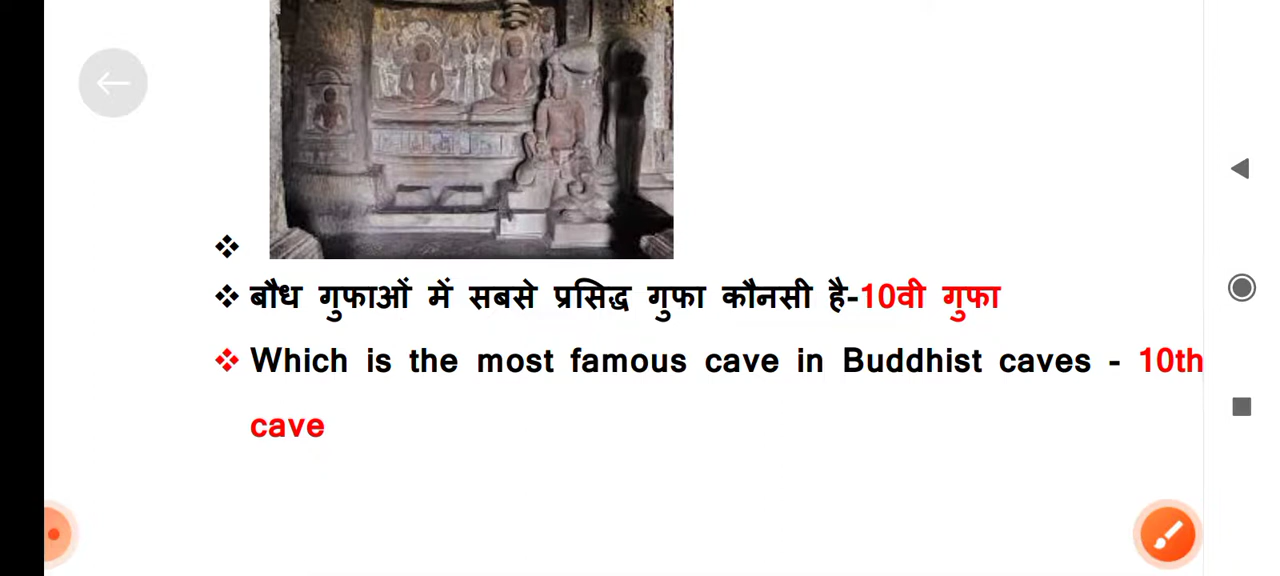 ❖
❖ बौध गुफाओं में सबसे प्रसिद्ध गुफा कौनसी है-10वी गुफा
❖ Which is the most famous cave in Buddhist caves - 10th
cave